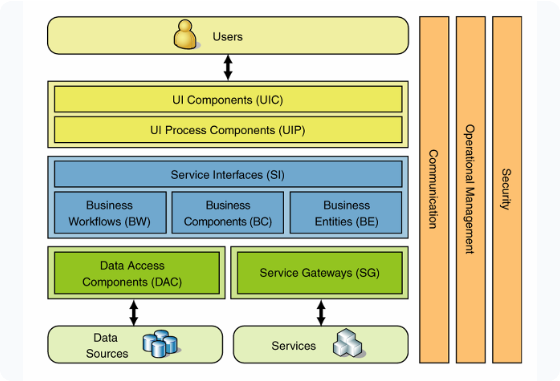 Users
UI Components (UIC)
UI Process Components (UIP)
Service Interfaces (SI)
Business
Workflows (BW)
Business
Components (BC)
Business
Entities (BE)
Data Access
Components (DAC)
Service Gateways (SG)
Data
Sources
Services
Communication
Operational Management
Security